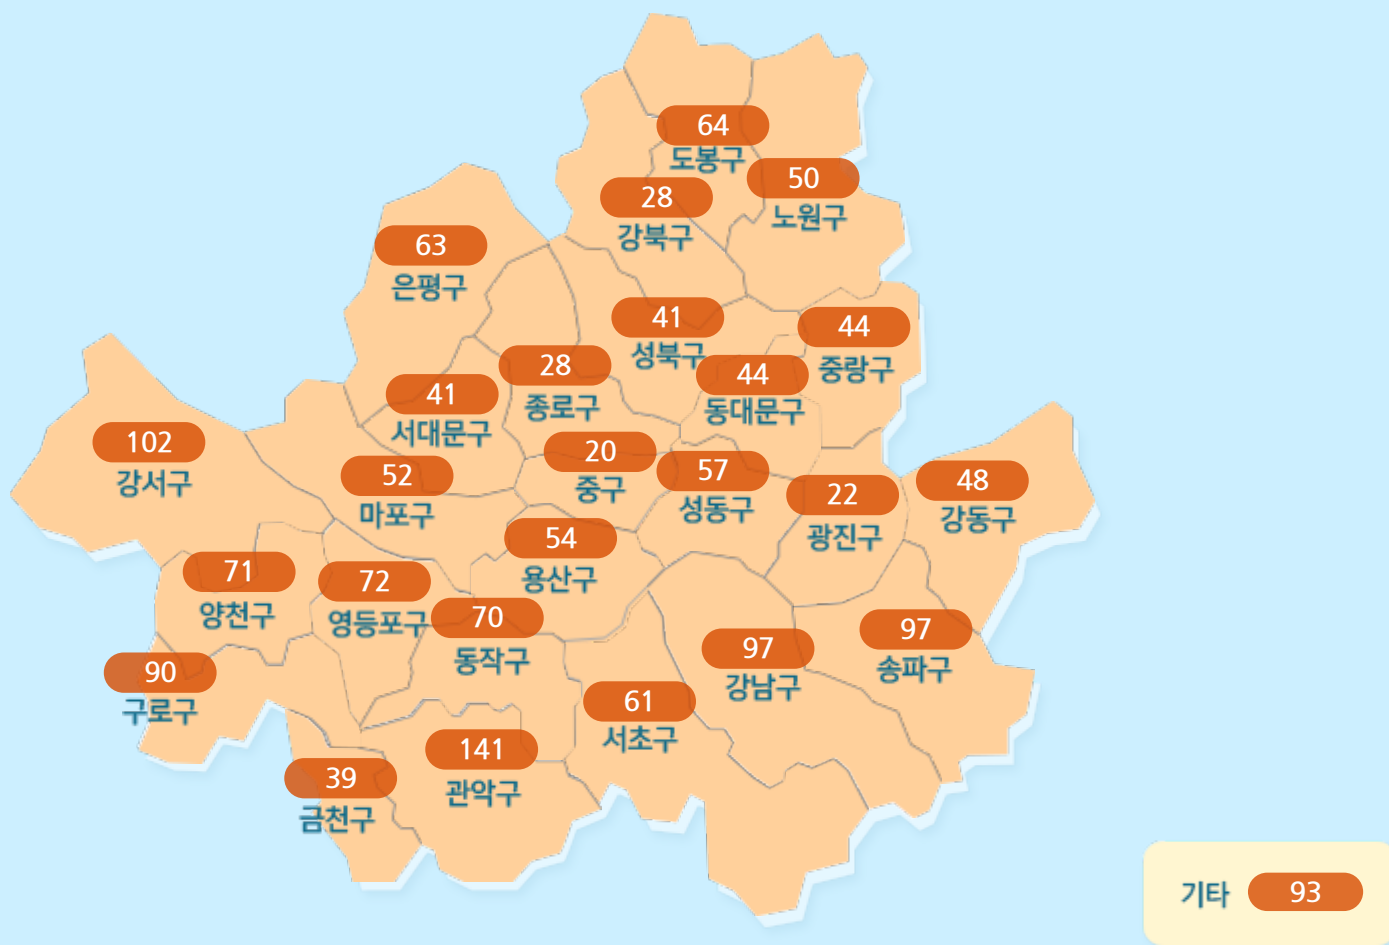 64
도봉구
50
노원구
28
강북구
63
은평구
41
성북구
44
중랑구
28
종로구
44
동대문구
41
서대문구
102
강서구
52
마포구
20
중구
57
성동구
22
광진구
48
강동구
54
용산구
71
양천구
72
영등포구
70
동작구
97
송파구
97
강남구
90
구로구
61
서초구
141
관악구
39
금천구
기타 93